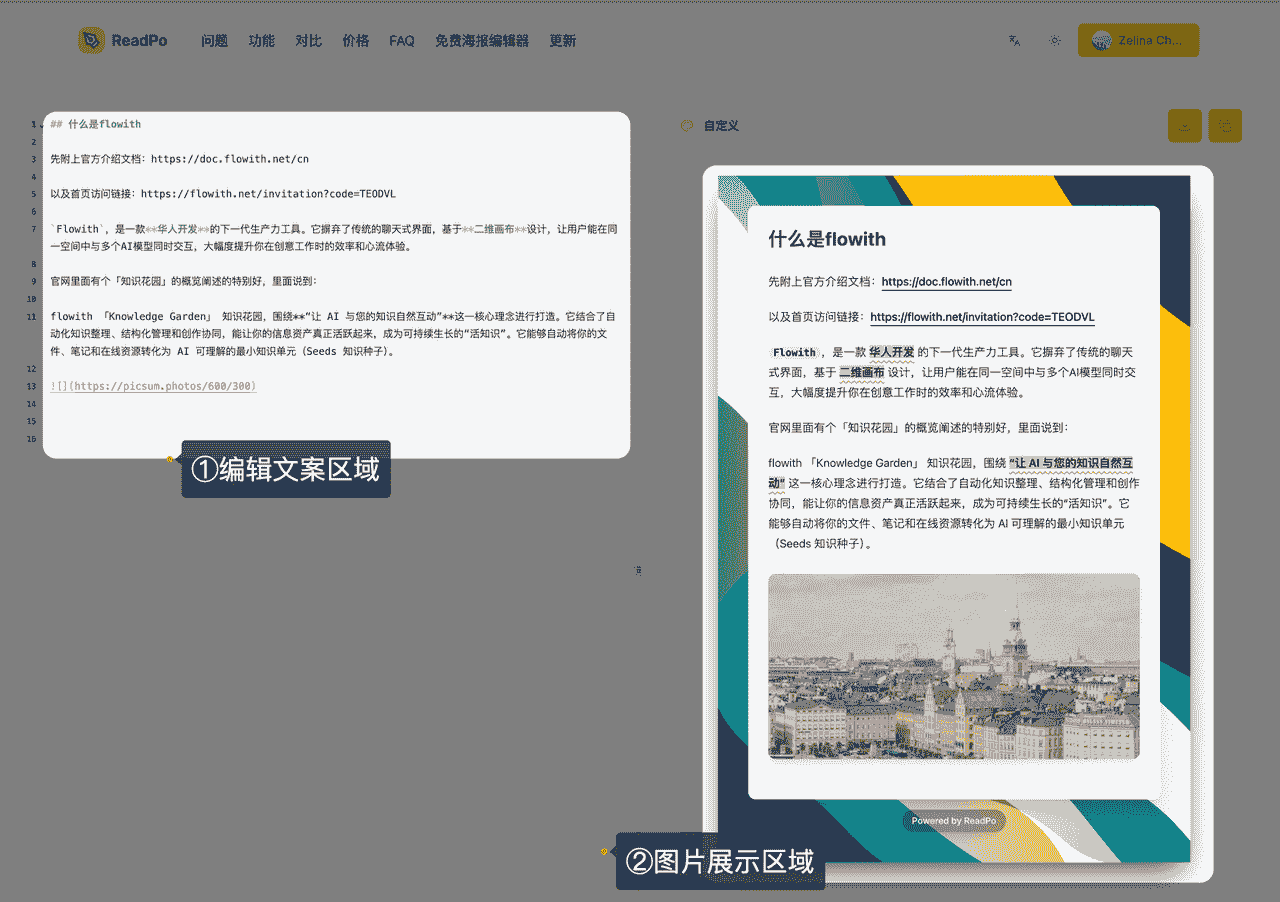 ReadPo
问题 功能 对比 价格 FAQ 免费海报编辑器 更新
Zelina Ch...
1 ## 什么是flowith
2
3 先附上官方介绍文档：https://doc.flowith.net/cn
4
5 以及首页访问链接：https://flowith.net/invitation?code=TEODVL
6
7 `Flowith`，是一款**华人开发**的下一代生产力工具。它摒弃了传统的聊天式界面，基于**二维画布**设计，让用户能在同
一空间中与多个AI模型同时交互，大幅度提升你在创意工作时的效率和心流体验。
8
9 官网里面有个「知识花园」的概览阐述的特别好，里面说到：
10
11 flowith 「Knowledge Garden」 知识花园，围绕**“让 AI 与您的知识自然互动”**这一核心理念进行打造。它结合了自
动化知识整理、结构化管理和创作协同，能让你的信息资产真正活跃起来，成为可持续生长的“活知识”。它能够自动将你的文
件、笔记和在线资源转化为 AI 可理解的最小知识单元（Seeds 知识种子）。
12
13 ![](https://picsum.photos/600/300)
14
15
16
①编辑文案区域
自定义
什么是flowith
先附上官方介绍文档：https://doc.flowith.net/cn
以及首页访问链接：https://flowith.net/invitation?code=TEODVL
Flowith ，是一款 华人开发 的下一代生产力工具。它摒弃了传统的聊天
式界面，基于 二维画布 设计，让用户能在同一空间中与多个AI模型同时交
互，大幅度提升你在创意工作时的效率和心流体验。
官网里面有个「知识花园」的概览阐述的特别好，里面说到：
flowith 「Knowledge Garden」 知识花园，围绕 “让 AI 与您的知识自然互
动” 这一核心理念进行打造。它结合了自动化知识整理、结构化管理和创作
协同，能让你的信息资产真正活跃起来，成为可持续生长的“活知识”。它
能够自动将你的文件、笔记和在线资源转化为 AI 可理解的最小知识单元
（Seeds 知识种子）。
Powered by ReadPo
②图片展示区域